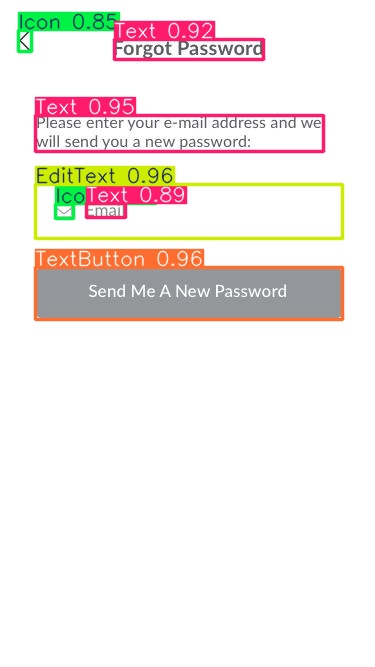 Icon 0.85
Text 0.92
Forgot Password
Text 0.95
Please enter your e-mail address and we
will send you a new password:
EditText 0.96
Ico
Text 0.89
Email
TextButton 0.96
Send Me A New Password